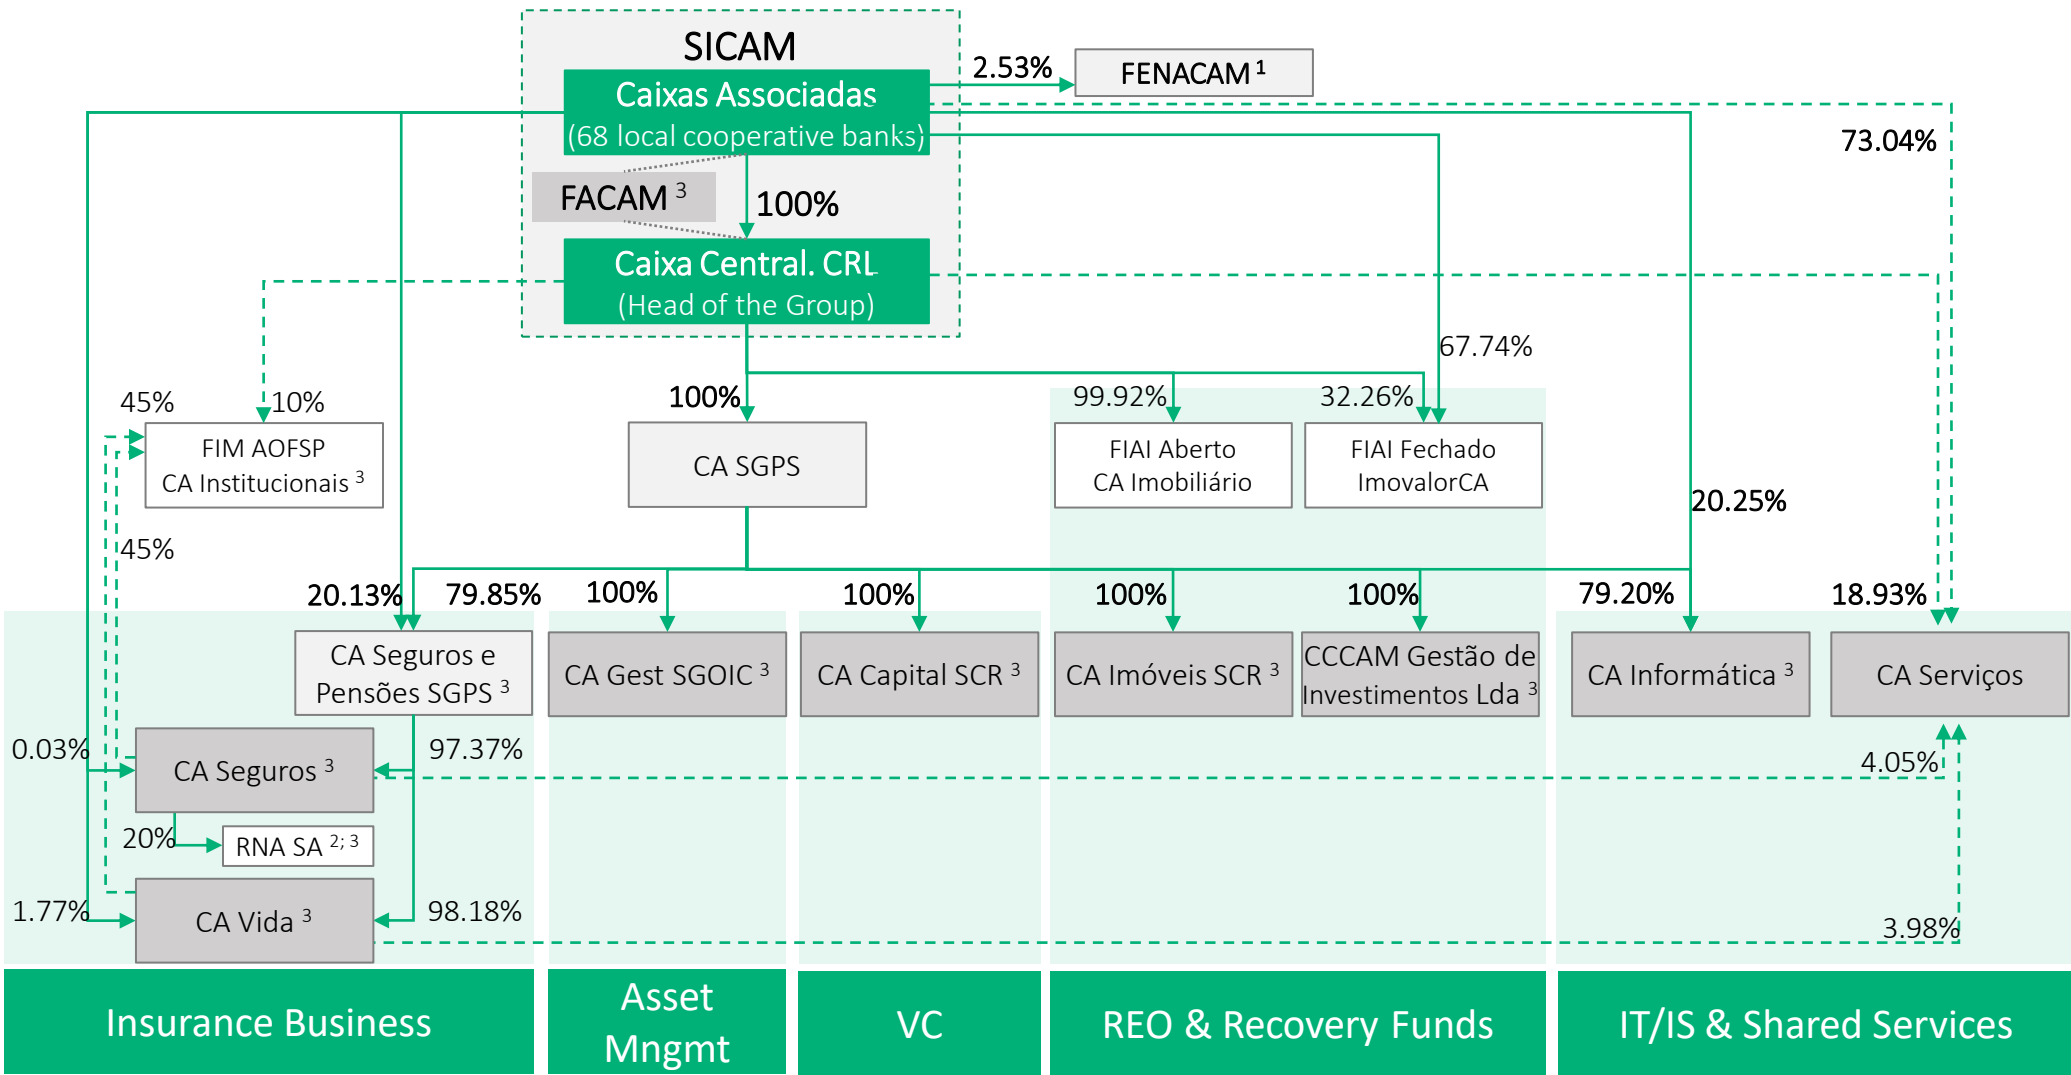 SICAM
Caixas Associadas
(68 local cooperative banks)
2.53%
FENACAM 1
73.04%
FACAM 3
100%
Caixa Central. CRL
(Head of the Group)
67.74%
45%
10%
100%
99.92%
32.26%
FIM AOFSP
CA Institucionais 3
CA SGPS
FIAI Aberto
CA Imobiliário
FIAI Fechado
ImovalorCA
20.25%
45%
20.13%
79.85%
100%
100%
100%
100%
79.20%
18.93%
CA Seguros e
Pensões SGPS 3
CA Gest SGOIC 3
CA Capital SCR 3
CA Imóveis SCR 3
CCCAM Gestão de
Investimentos Lda 3
CA Informática 3
CA Serviços
0.03%
CA Seguros 3
97.37%
4.05%
20%
RNA SA 2; 3
1.77%
CA Vida 3
98.18%
3.98%
Insurance Business
Asset
Mngmt
VC
REO & Recovery Funds
IT/IS & Shared Services